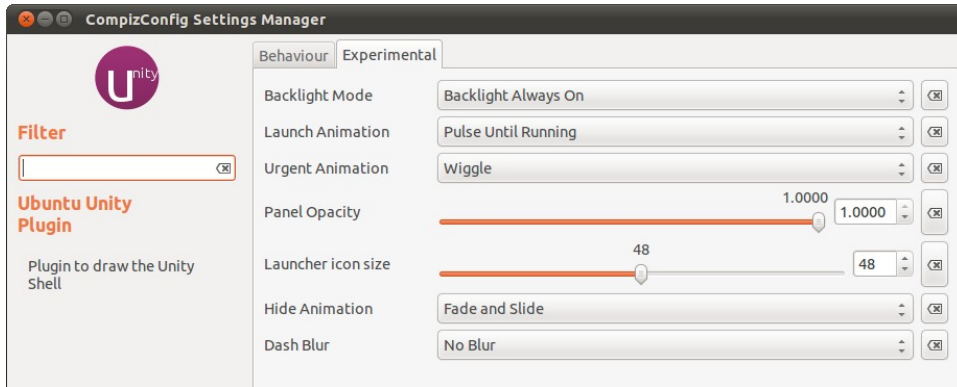 CompizConfig Settings Manager
Unity
Filter
Ubuntu Unity
Plugin
Plugin to draw the Unity
Shell
Behaviour Experimental
Backlight Mode Backlight Always On
Launch Animation Pulse Until Running
Urgent Animation Wiggle
Panel Opacity 1.0000 1.0000
Launcher icon size 48 48
Hide Animation Fade and Slide
Dash Blur No Blur